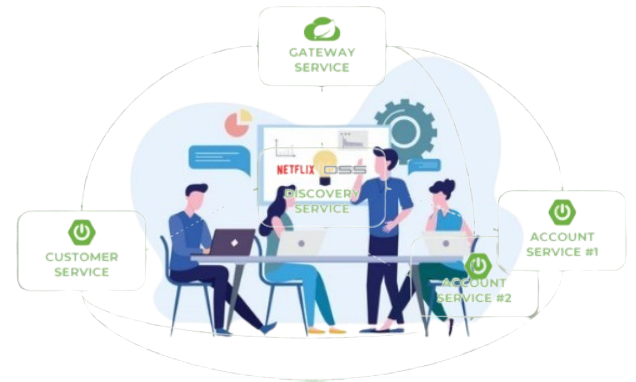 GATEWAY
SERVICE
NETFLIX OSS
DISCOVERY
SERVICE
CUSTOMER
SERVICE
ACCOUNT
SERVICE #1
ACCOUNT
SERVICE #2